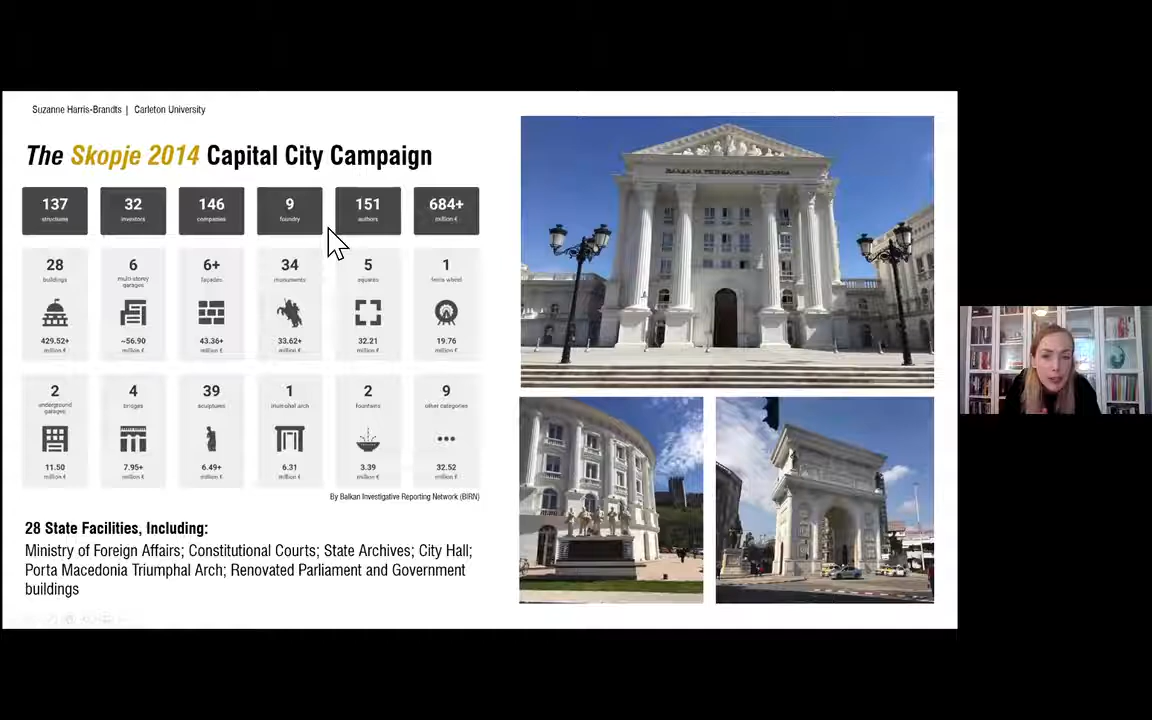 Suzanne Harris-Brandts | Carleton University
The Skopje 2014 Capital City Campaign
137 32 146 9 151 684+
structures investors companies foundry authors million €
28 6 6+ 34 5 1
buildings multi-storey garages façades monuments squares ferris wheel
429.52+ ~56.90 43.36+ 33.62+ 32.21 19.76
million € million € million € million € million € million €
2 4 39 1 2 9
underground garages bridges sculptures triumphal arch fountains other categories
11.50 7.95+ 6.49+ 6.31 3.39 32.52
million € million € million € million € million € million €
By Balkan Investigative Reporting Network (BIRN)
28 State Facilities, Including:
Ministry of Foreign Affairs; Constitutional Courts; State Archives; City Hall;
Porta Macedonia Triumphal Arch; Renovated Parliament and Government
buildings
ВЛАДА НА РЕПУБЛИКА МАКЕДОНИЈА